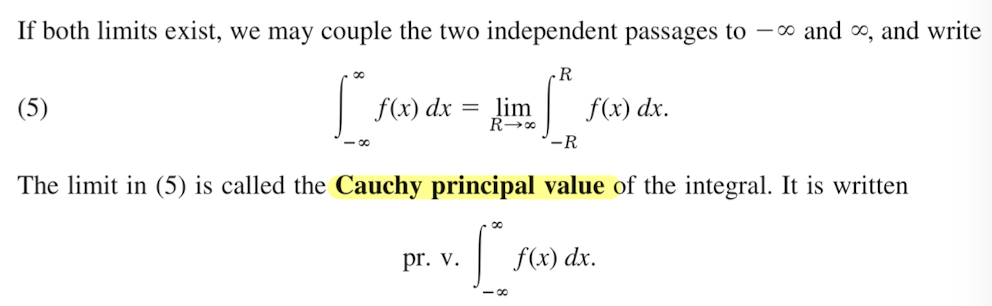 If both limits exist, we may couple the two independent passages to −∞ and ∞, and write
(5) ∫_{−∞}^{∞} f(x) dx = lim_{R→∞} ∫_{−R}^{R} f(x) dx.
The limit in (5) is called the Cauchy principal value of the integral. It is written
pr. v. ∫_{−∞}^{∞} f(x) dx.